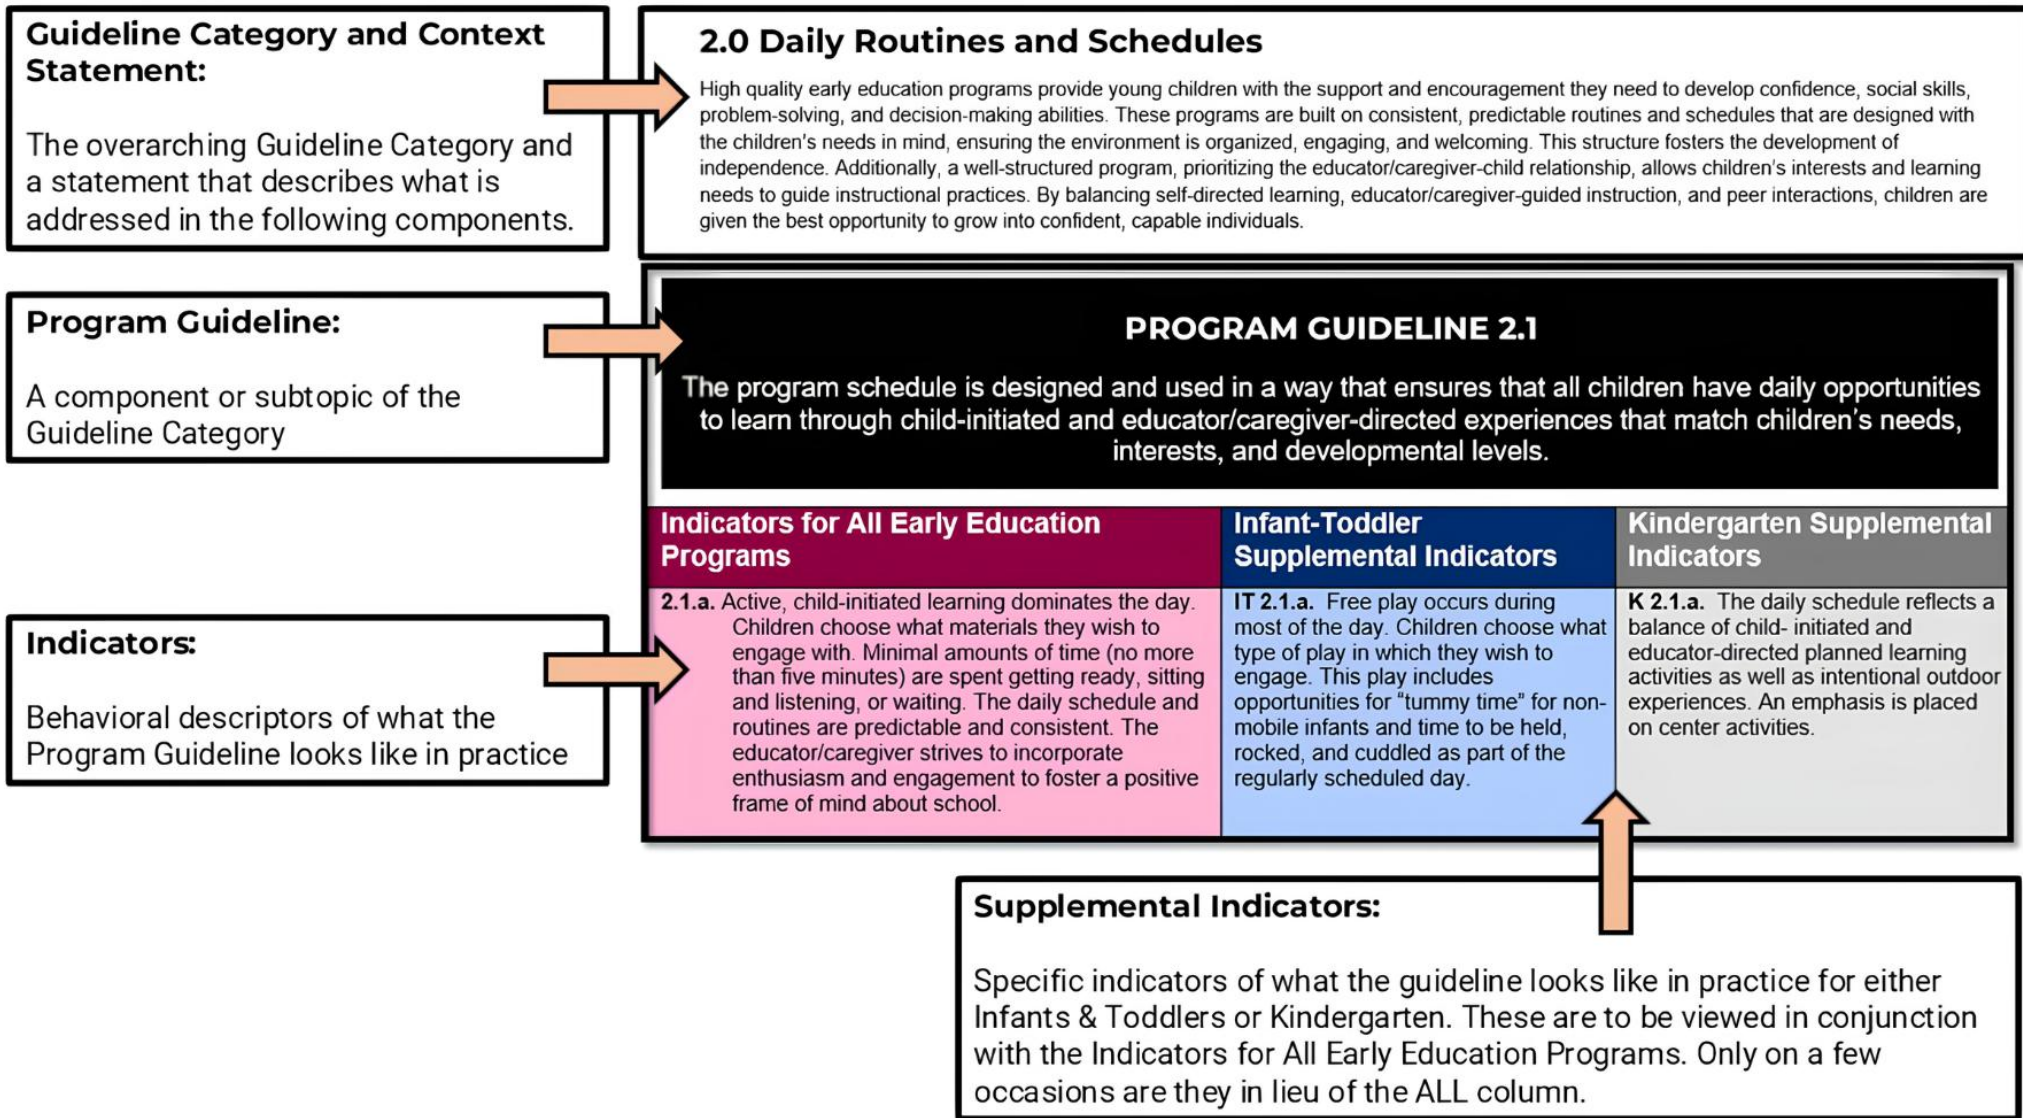 Guideline Category and Context
Statement:
The overarching Guideline Category and
a statement that describes what is
addressed in the following components.
2.0 Daily Routines and Schedules
High quality early education programs provide young children with the support and encouragement they need to develop confidence, social skills,
problem-solving, and decision-making abilities. These programs are built on consistent, predictable routines and schedules that are designed with
the children's needs in mind, ensuring the environment is organized, engaging, and welcoming. This structure fosters the development of
independence. Additionally, a well-structured program, prioritizing the educator/caregiver-child relationship, allows children's interests and learning
needs to guide instructional practices. By balancing self-directed learning, educator/caregiver-guided instruction, and peer interactions, children are
given the best opportunity to grow into confident, capable individuals.
Program Guideline:
A component or subtopic of the
Guideline Category
PROGRAM GUIDELINE 2.1
The program schedule is designed and used in a way that ensures that all children have daily opportunities
to learn through child-initiated and educator/caregiver-directed experiences that match children's needs,
interests, and developmental levels.
Indicators:
Behavioral descriptors of what the
Program Guideline looks like in practice
Indicators for All Early Education
Programs
2.1.a. Active, child-initiated learning dominates the day.
Children choose what materials they wish to
engage with. Minimal amounts of time (no more
than five minutes) are spent getting ready, sitting
and listening, or waiting. The daily schedule and
routines are predictable and consistent. The
educator/caregiver strives to incorporate
enthusiasm and engagement to foster a positive
frame of mind about school.
Infant-Toddler
Supplemental Indicators
IT 2.1.a. Free play occurs during
most of the day. Children choose what
type of play in which they wish to
engage. This play includes
opportunities for “tummy time” for non-
mobile infants and time to be held,
rocked, and cuddled as part of the
regularly scheduled day.
Kindergarten Supplemental
Indicators
K 2.1.a. The daily schedule reflects a
balance of child- initiated and
educator-directed planned learning
activities as well as intentional outdoor
experiences. An emphasis is placed
on center activities.
Supplemental Indicators:
Specific indicators of what the guideline looks like in practice for either
Infants & Toddlers or Kindergarten. These are to be viewed in conjunction
with the Indicators for All Early Education Programs. Only on a few
occasions are they in lieu of the ALL column.